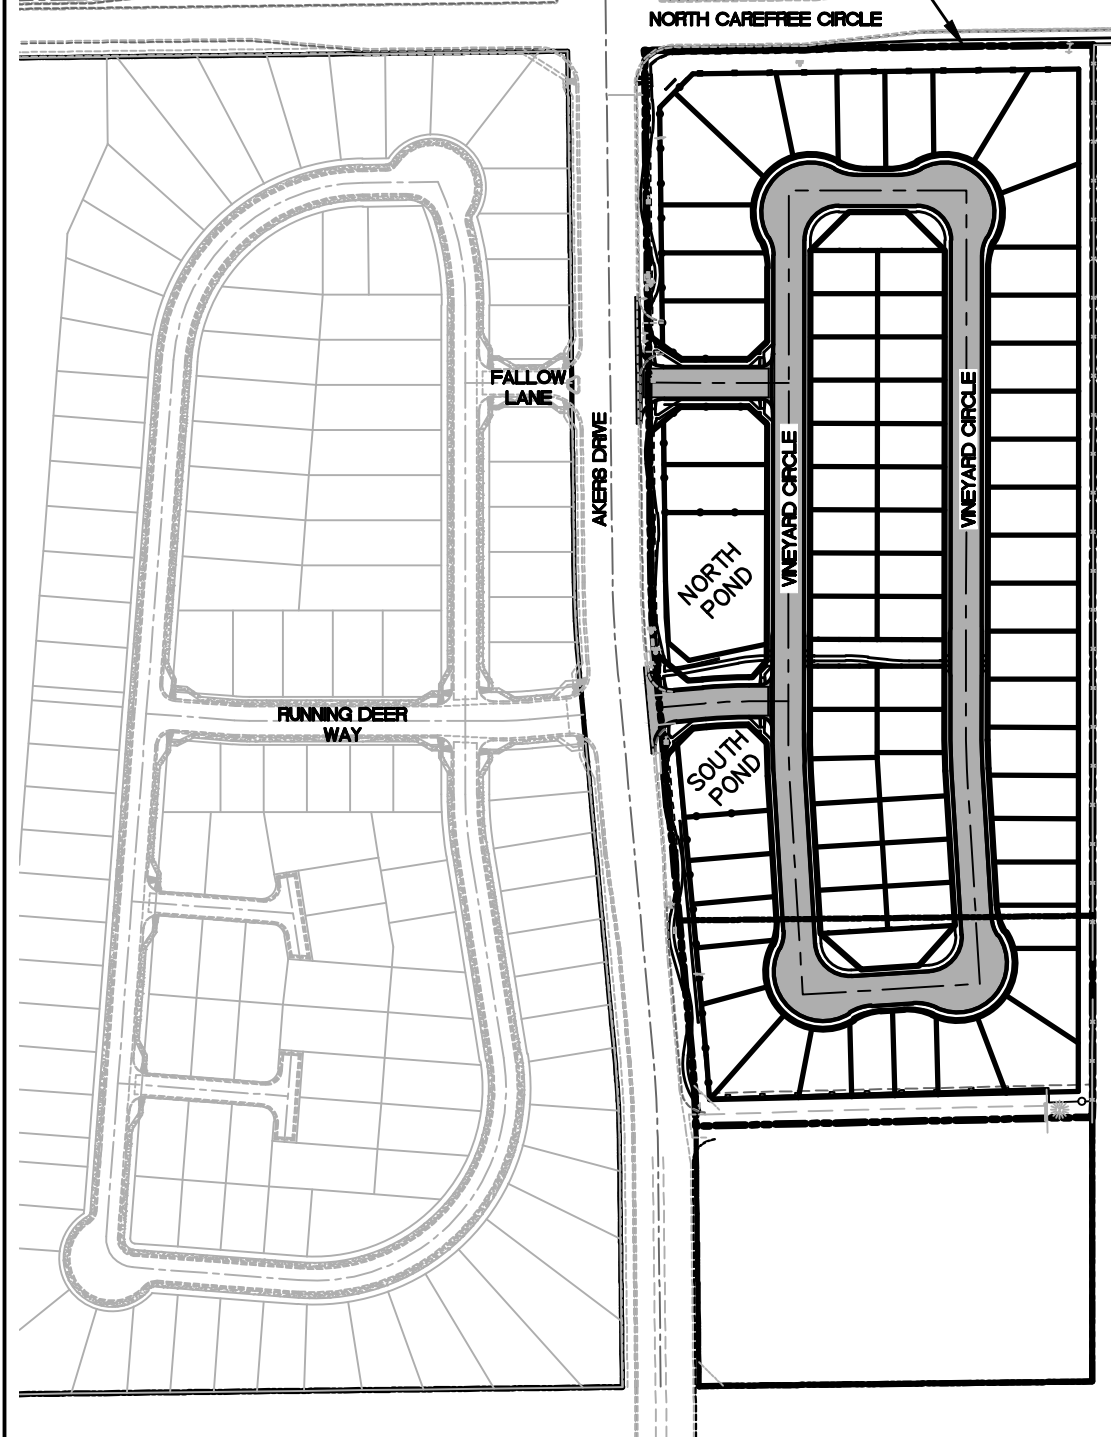 NORTH CAREFREE CIRCLE
FALLOW
LANE
AKERS DRIVE
VINEYARD CIRCLE
VINEYARD CIRCLE
NORTH
POND
RUNNING DEER
WAY
SOUTH
POND